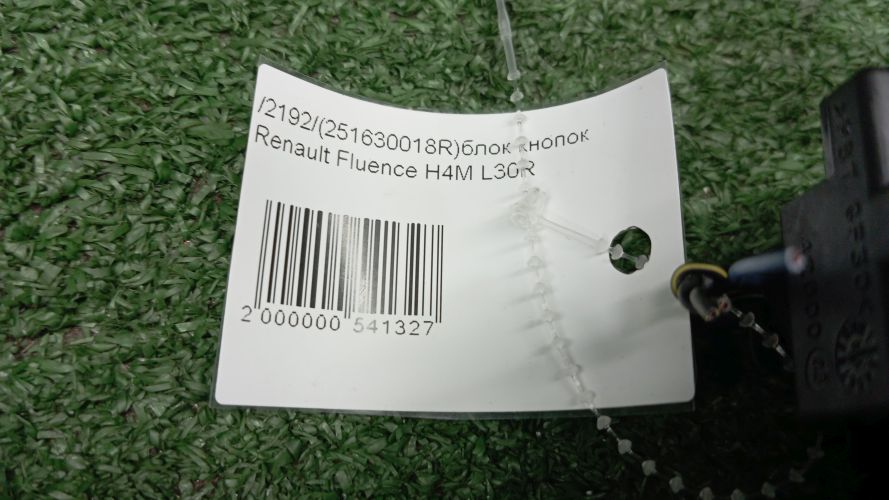 /2192/(251630018R)блок кнопок
Renault Fluence H4M L30R
2 000000 541327